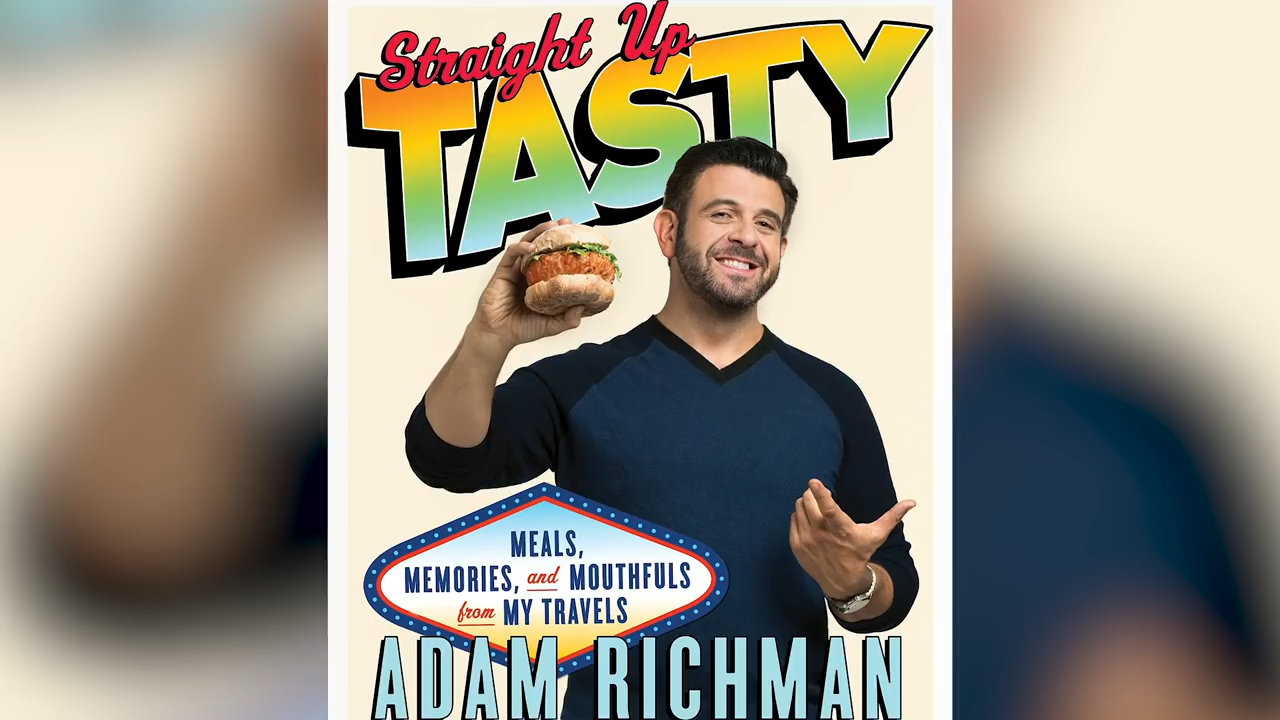 Straight Up
TASTY
MEALS,
MEMORIES, and MOUTHFULS
from MY TRAVELS
ADAM RICHMAN